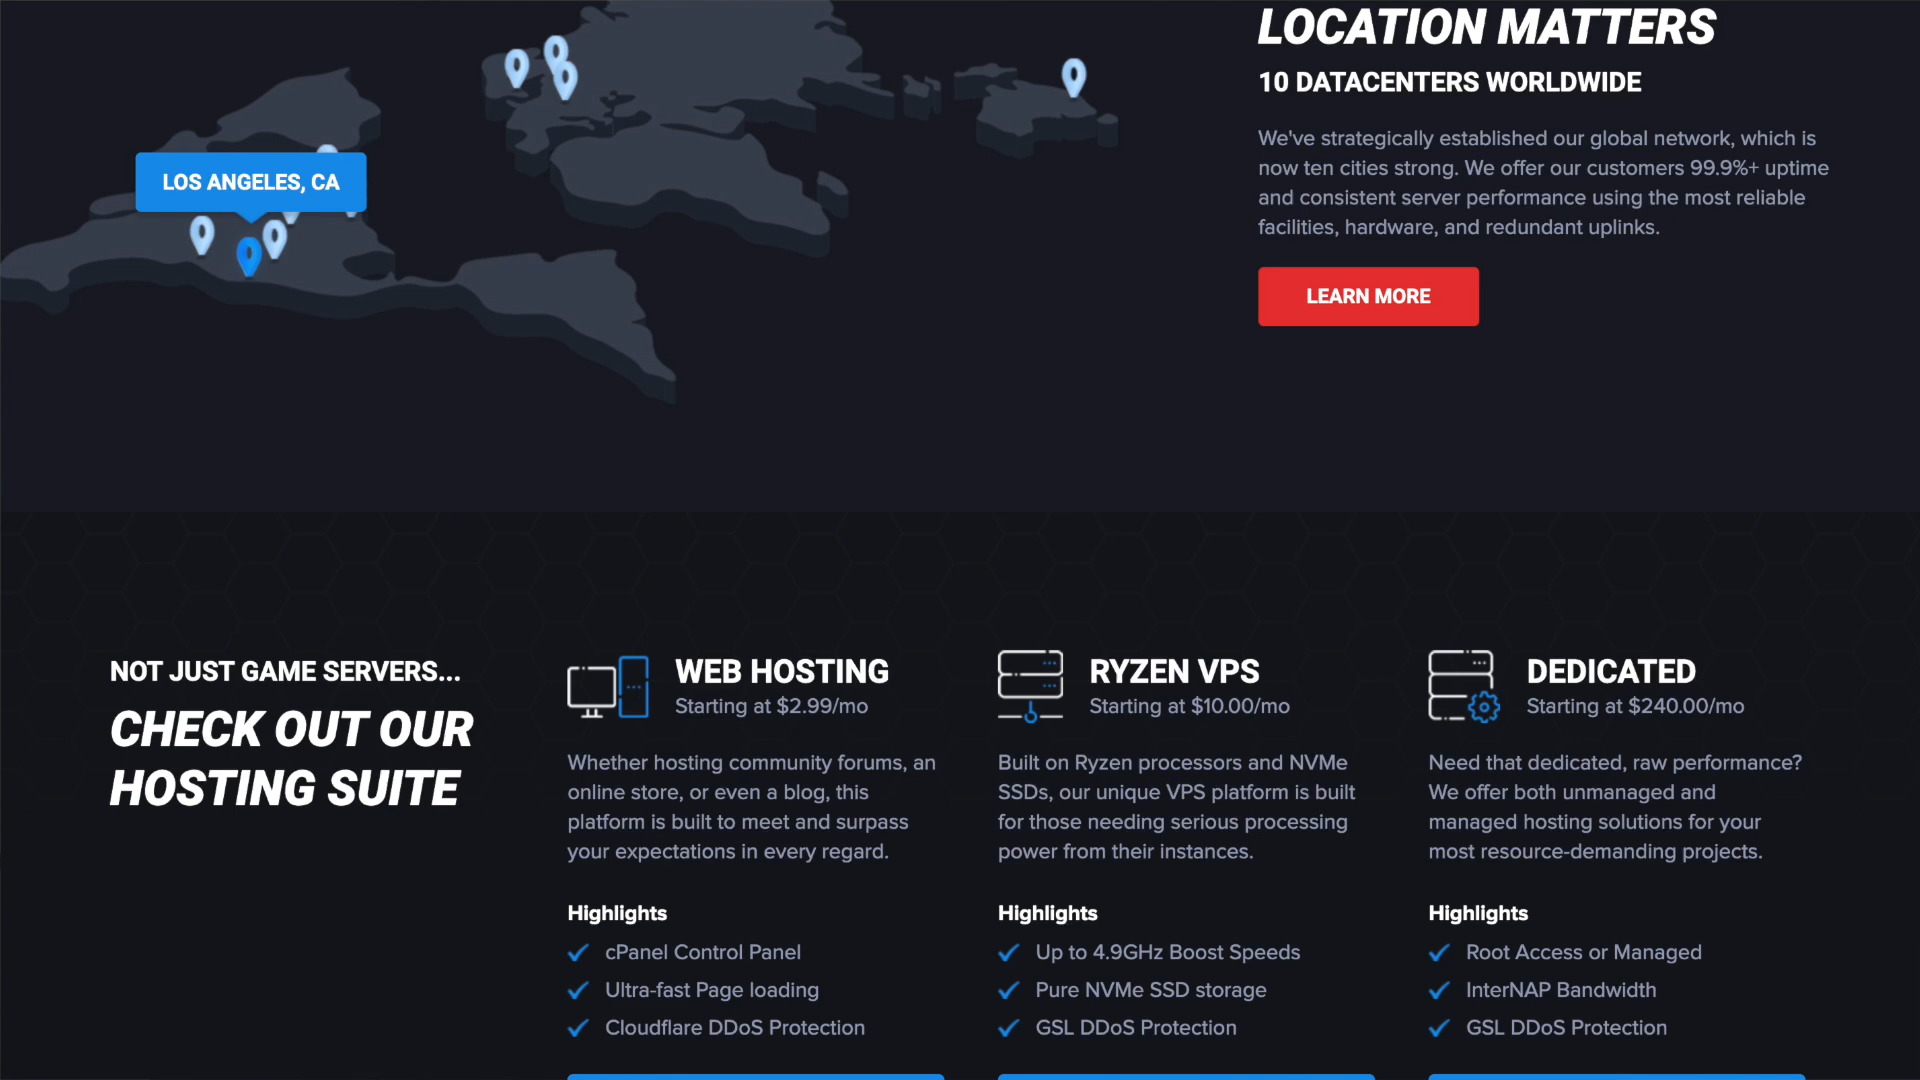 LOCATION MATTERS
10 DATACENTERS WORLDWIDE
We've strategically established our global network, which is
now ten cities strong. We offer our customers 99.9%+ uptime
and consistent server performance using the most reliable
facilities, hardware, and redundant uplinks.
LEARN MORE
LOS ANGELES, CA
NOT JUST GAME SERVERS...
CHECK OUT OUR
HOSTING SUITE
WEB HOSTING
Starting at $2.99/mo
Whether hosting community forums, an
online store, or even a blog, this
platform is built to meet and surpass
your expectations in every regard.
Highlights
cPanel Control Panel
Ultra-fast Page loading
Cloudflare DDoS Protection
RYZEN VPS
Starting at $10.00/mo
Built on Ryzen processors and NVMe
SSDs, our unique VPS platform is built
for those needing serious processing
power from their instances.
Highlights
Up to 4.9GHz Boost Speeds
Pure NVMe SSD storage
GSL DDoS Protection
DEDICATED
Starting at $240.00/mo
Need that dedicated, raw performance?
We offer both unmanaged and
managed hosting solutions for your
most resource-demanding projects.
Highlights
Root Access or Managed
InterNAP Bandwidth
GSL DDoS Protection